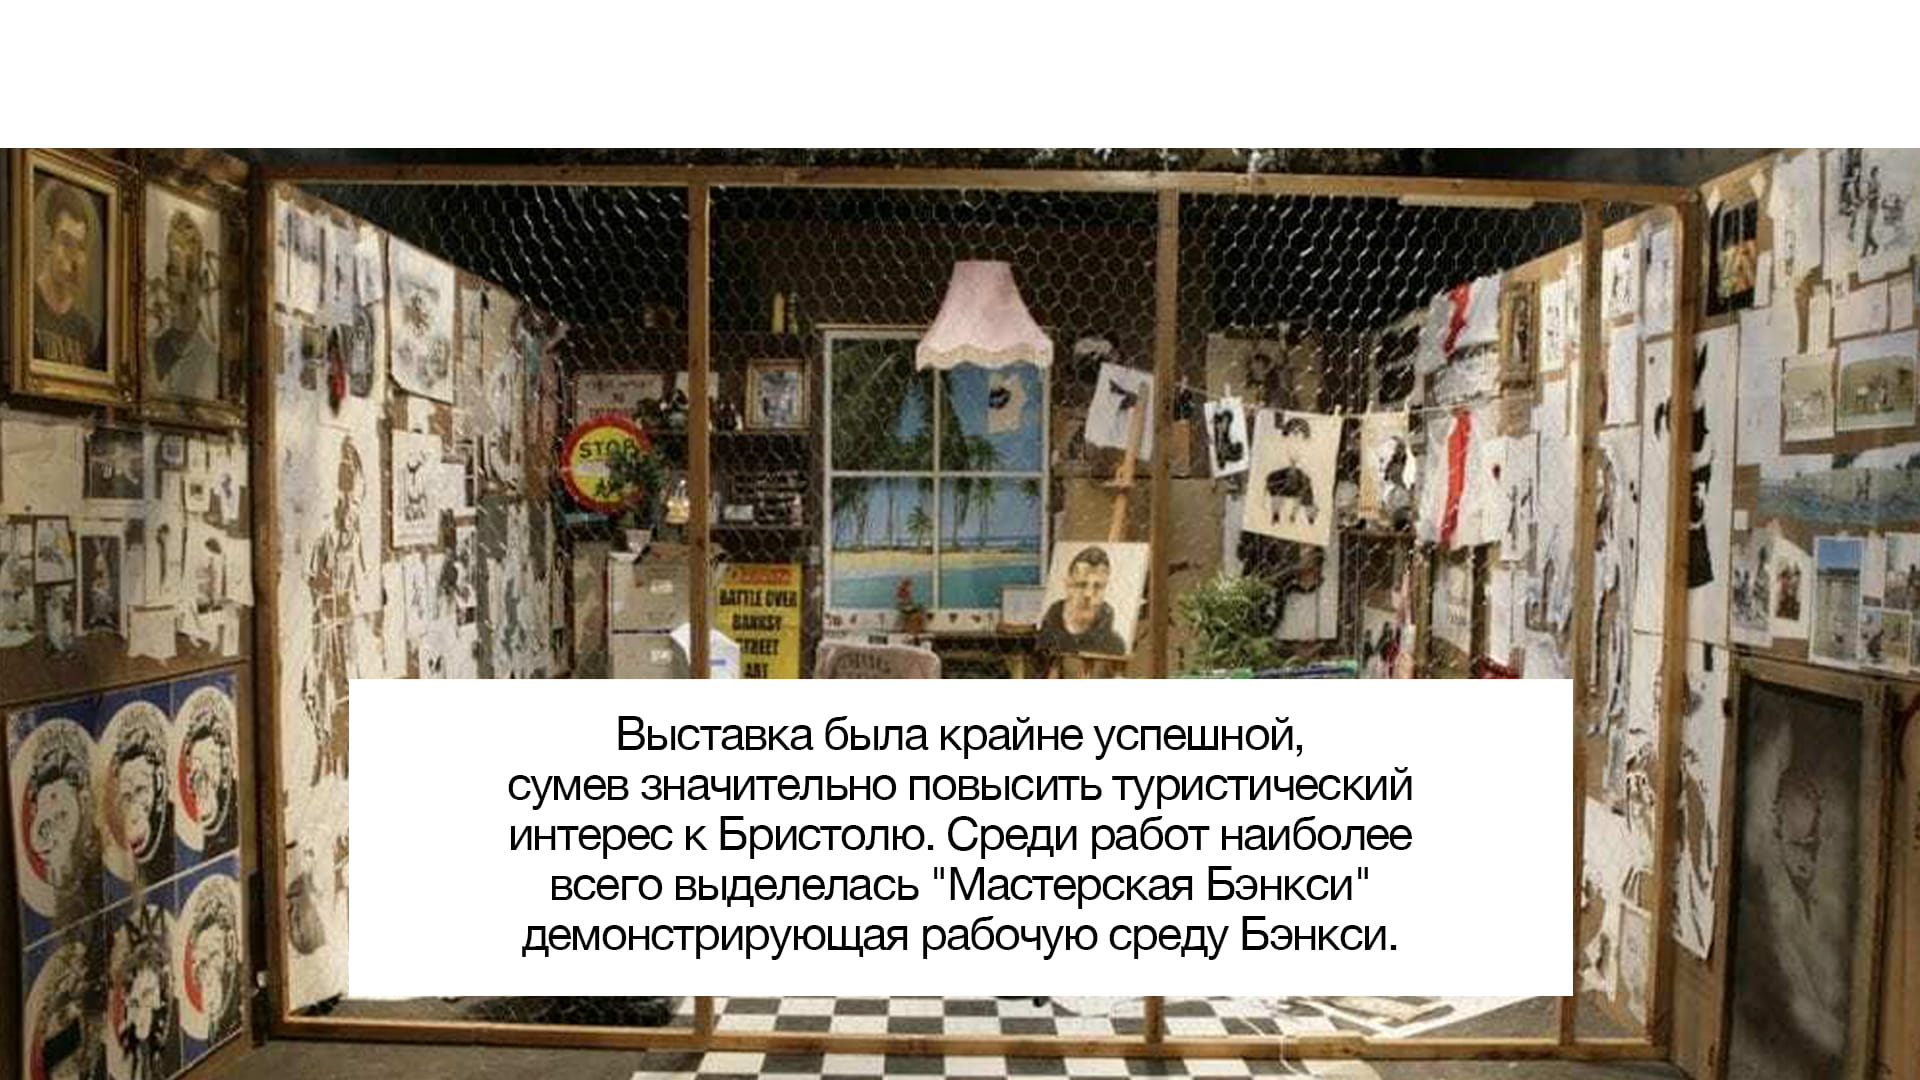 STOP
BATTLE OVER
BANKSY
STREET
ART
Выставка была крайне успешной,
сумев значительно повысить туристический
интерес к Бристолю. Среди работ наиболее
всего выделелась "Мастерская Бэнкси"
демонстрирующая рабочую среду Бэнкси.